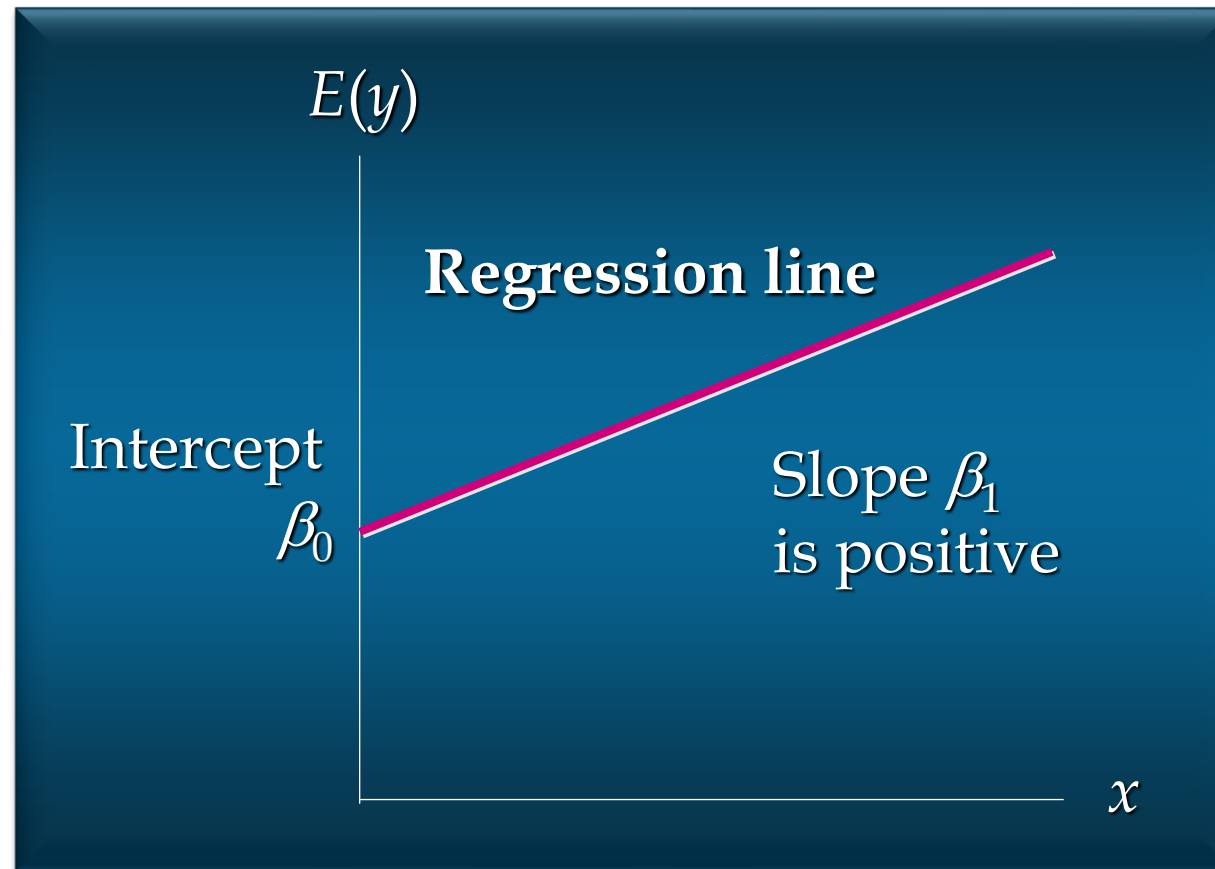 E(y)
Regression line
Intercept
β₀
Slope β₁
is positive
x